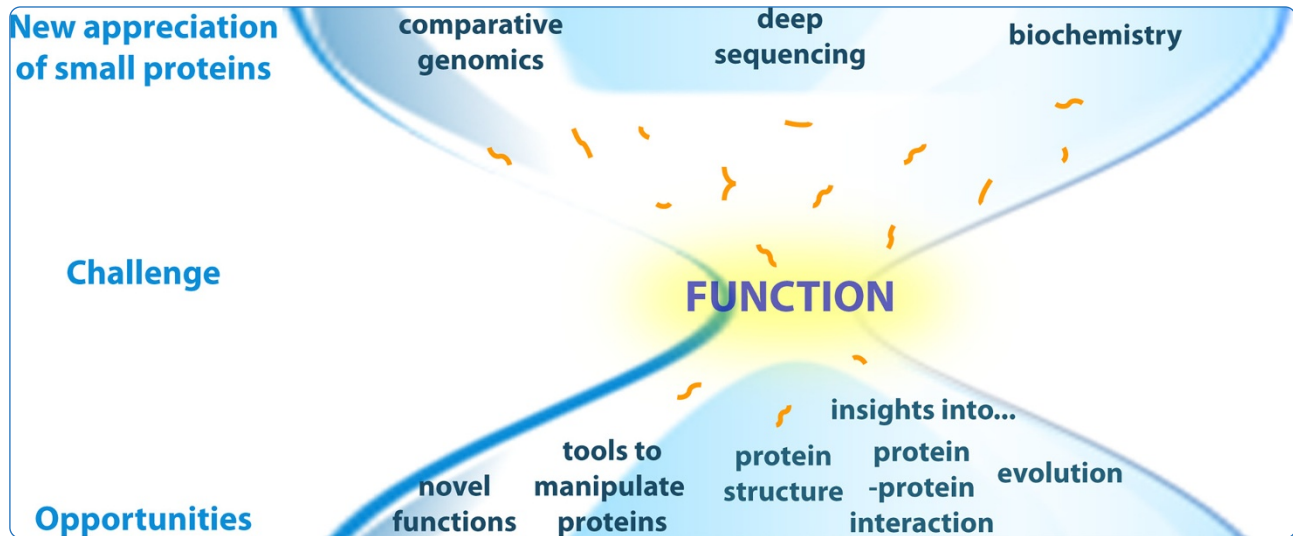 New appreciation
of small proteins
comparative
genomics
deep
sequencing
biochemistry
Challenge
FUNCTION
insights into...
novel
functions
tools to
manipulate
proteins
protein
structure
protein
-protein
interaction
evolution
Opportunities